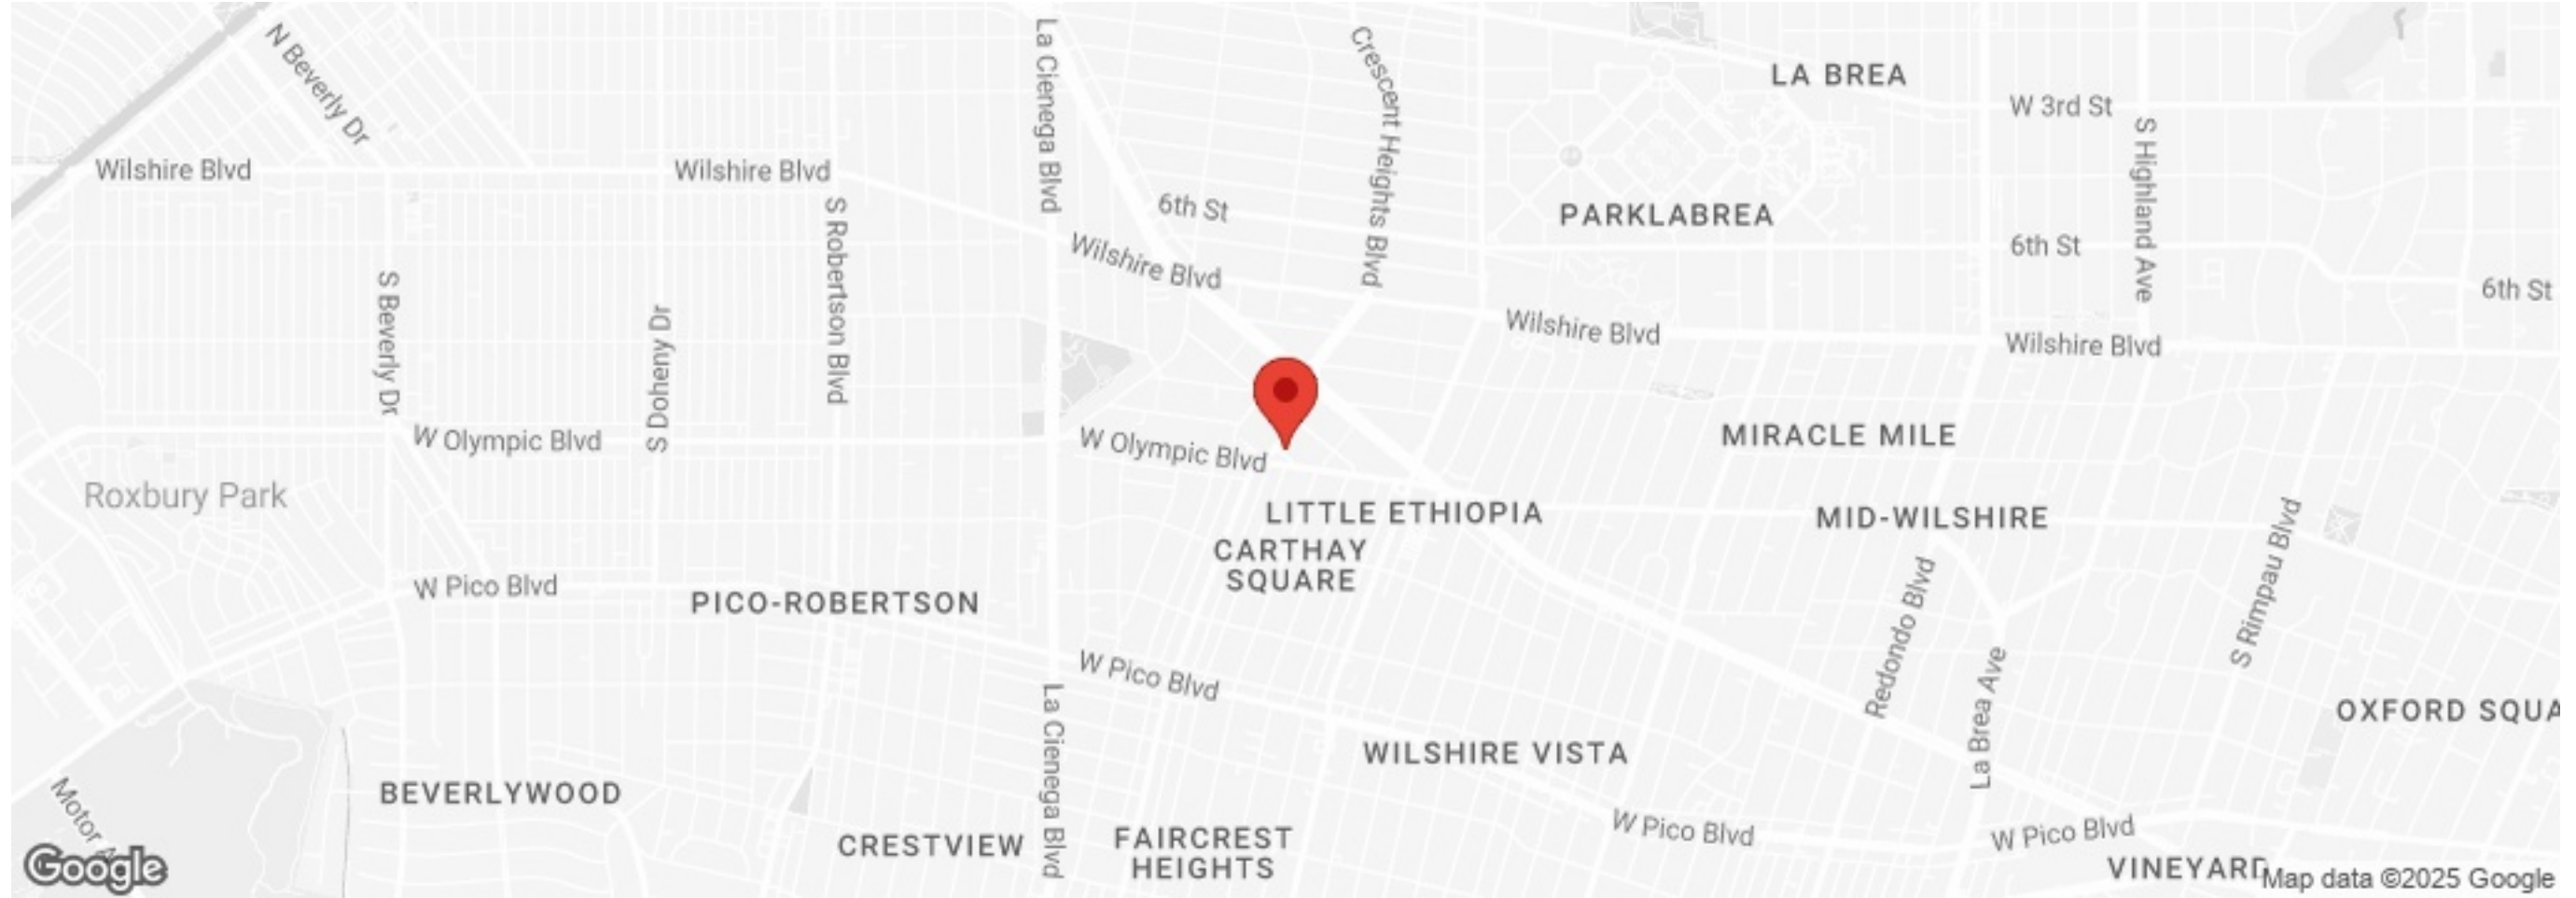 N Beverly Dr
La Cienega Blvd
Crescent Heights Blvd
LA BREA
W 3rd St
S Highland Ave
Wilshire Blvd
Wilshire Blvd
S Robertson Blvd
6th St
PARKLABREA
6th St
Wilshire Blvd
6th St
S Beverly Dr
S Doheny Dr
Wilshire Blvd
Wilshire Blvd
W Olympic Blvd
W Olympic Blvd
MIRACLE MILE
Roxbury Park
LITTLE ETHIOPIA
MID-WILSHIRE
CARTHAY
SQUARE
S Rimpau Blvd
W Pico Blvd
PICO-ROBERTSON
Redondo Blvd
W Pico Blvd
La Brea Ave
OXFORD SQUA
La Cienega Blvd
WILSHIRE VISTA
BEVERLYWOOD
Motor A
W Pico Blvd
W Pico Blvd
CRESTVIEW
FAIRCREST
HEIGHTS
Google
VINEYARD
Map data ©2025 Google